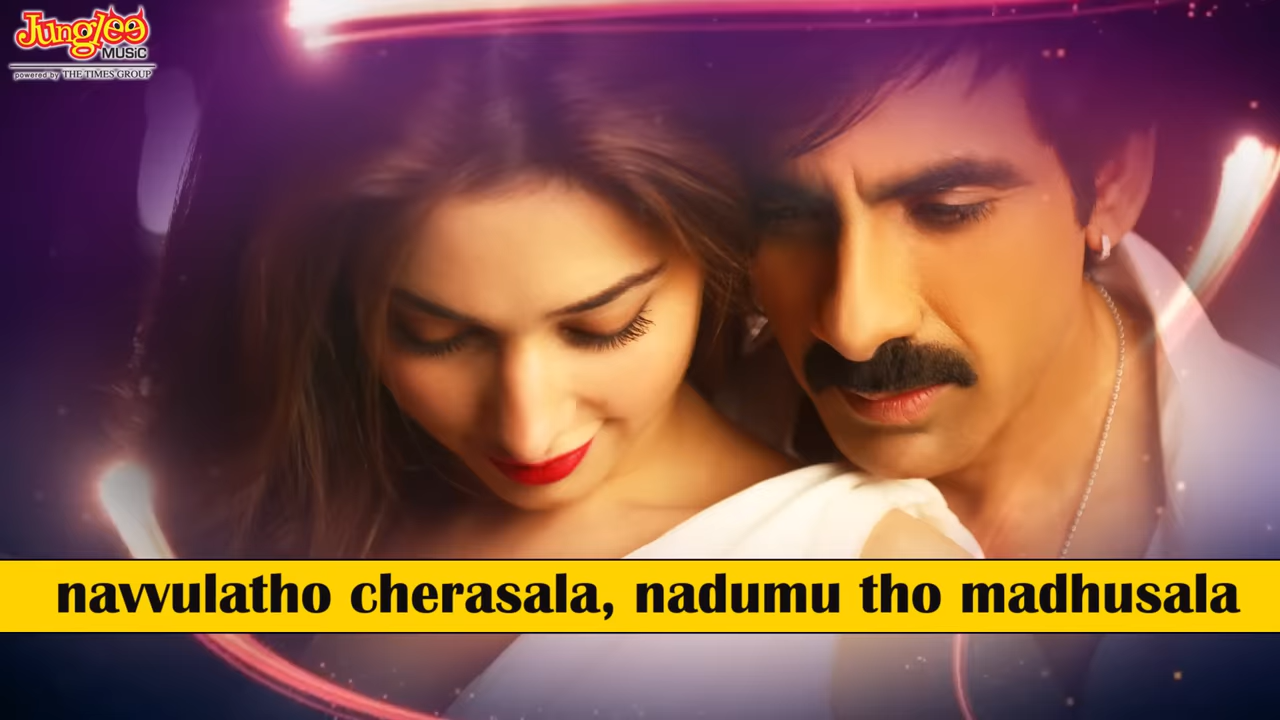 Junglee
MUSiC
powered by THE TIMES GROUP
navvulatho cherasala, nadumu tho madhusala